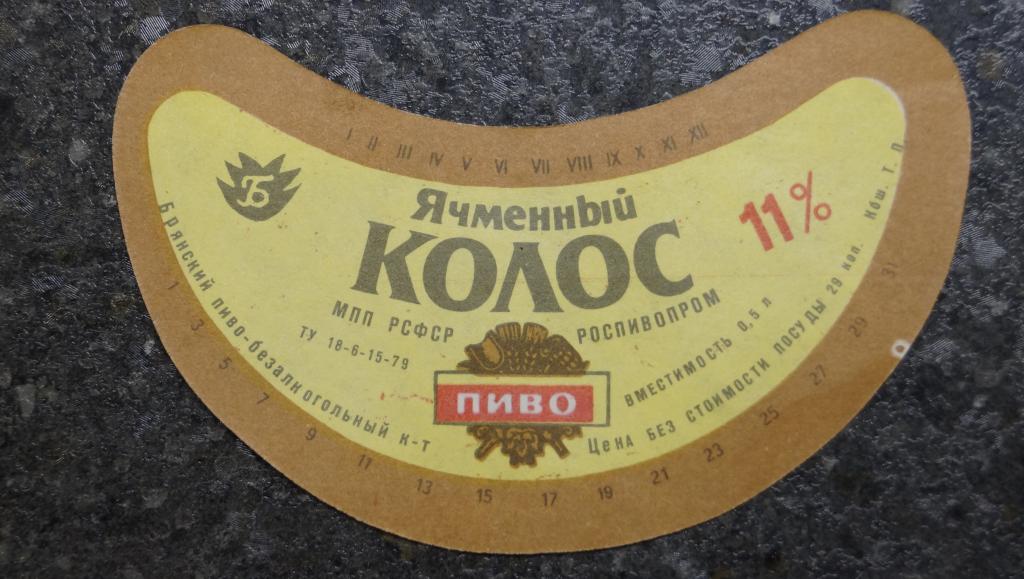 I II III IV V VI VII VIII IX X XI XII
Ячменный
КОЛОС
11%
МПП РСФСР РОСПИВОПРОМ
ТУ 18-6-15-79
ПИВО
Брянский пиво-безалкогольный к-т
Вместимость 0,5 л
Цена без стоимости посуды 29 коп.
1 3 5 7 9 11 13 15 17 19 21 23 25 27 29 31